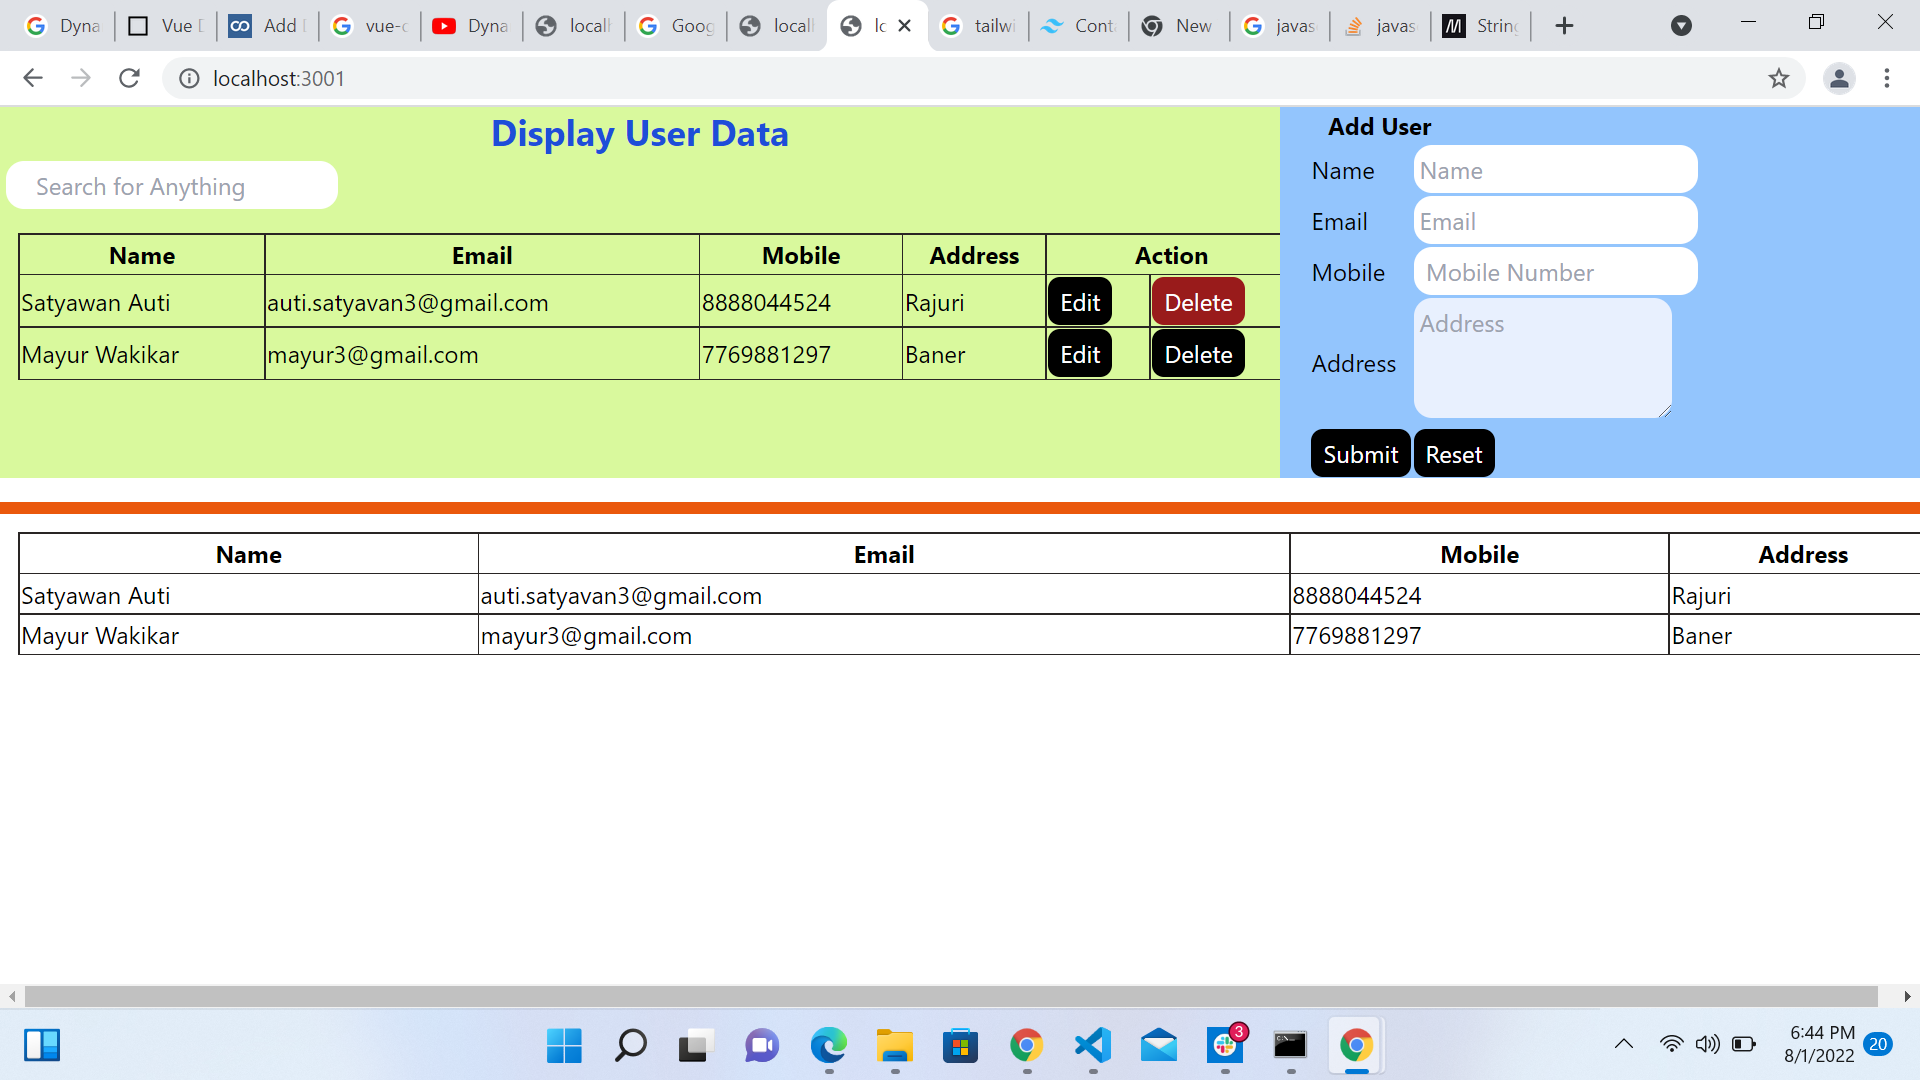 Dyna
Vue D
Add
vue-c
Dyna
localh
Goog
localh
lo
tailwi
Cont
New
javas
javas
String
localhost:3001
Display User Data
Search for Anything
Name Email Mobile Address Action
Satyawan Auti auti.satyavan3@gmail.com 8888044524 Rajuri Edit Delete
Mayur Wakikar mayur3@gmail.com 7769881297 Baner Edit Delete
Add User
Name Name
Email Email
Mobile Mobile Number
Address Address
Submit Reset
Name Email Mobile Address
Satyawan Auti auti.satyavan3@gmail.com 8888044524 Rajuri
Mayur Wakikar mayur3@gmail.com 7769881297 Baner
3
6:44 PM
8/1/2022
20